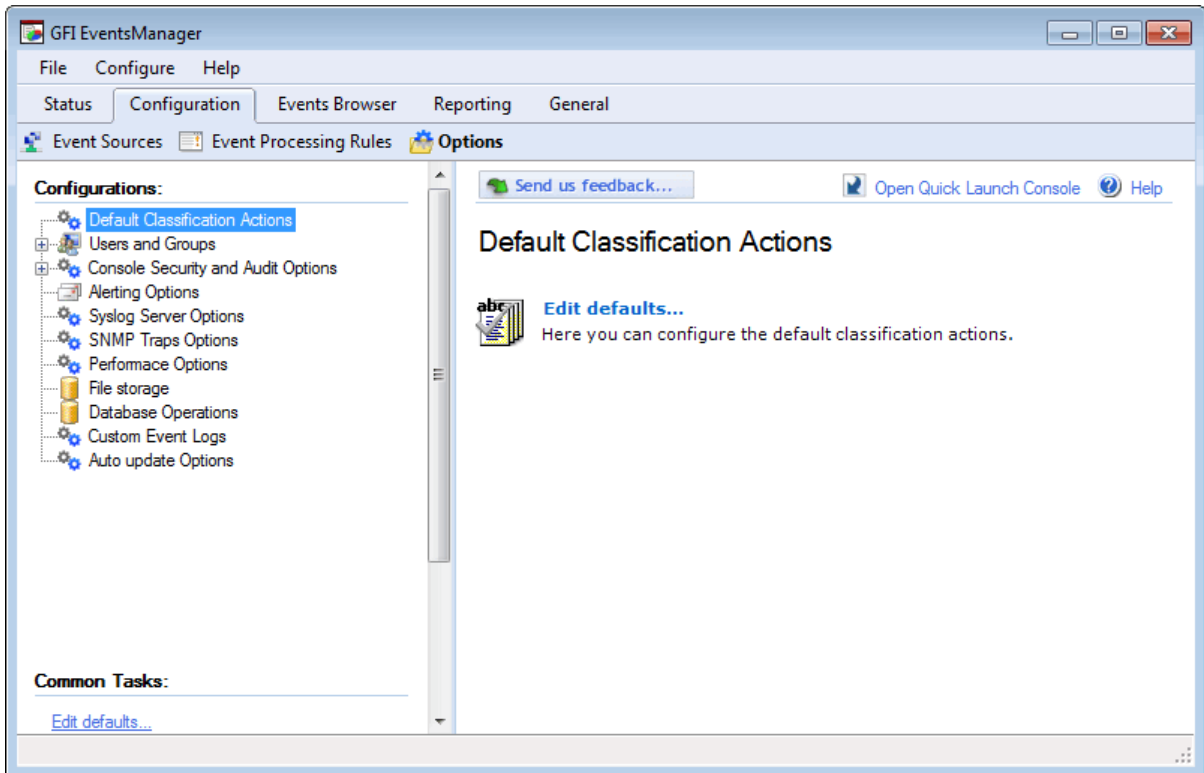 GFI EventsManager
File Configure Help
Status Configuration Events Browser Reporting General
Event Sources Event Processing Rules Options
Configurations:
Default Classification Actions
Users and Groups
Console Security and Audit Options
Alerting Options
Syslog Server Options
SNMP Traps Options
Performace Options
File storage
Database Operations
Custom Event Logs
Auto update Options
Common Tasks:
Edit defaults...
Send us feedback... Open Quick Launch Console Help
Default Classification Actions
abc
Edit defaults...
Here you can configure the default classification actions.